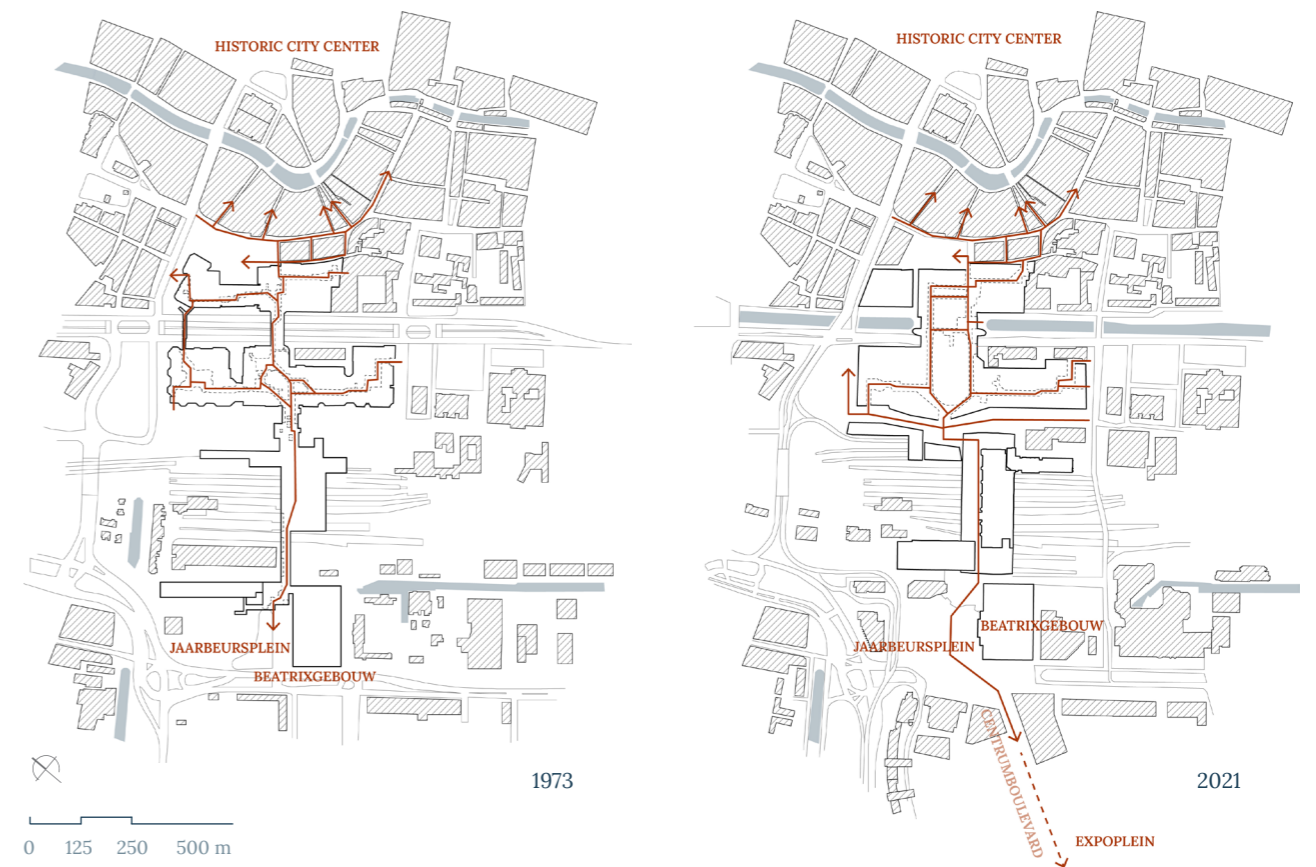 HISTORIC CITY CENTER
JAARBEURSPLEIN
BEATRIXGEBOUW
1973
0 125 250 500 m
HISTORIC CITY CENTER
BEATRIXGEBOUW
JAARBEURSPLEIN
CENTRUMBOULEVARD
2021
EXPOPLEIN